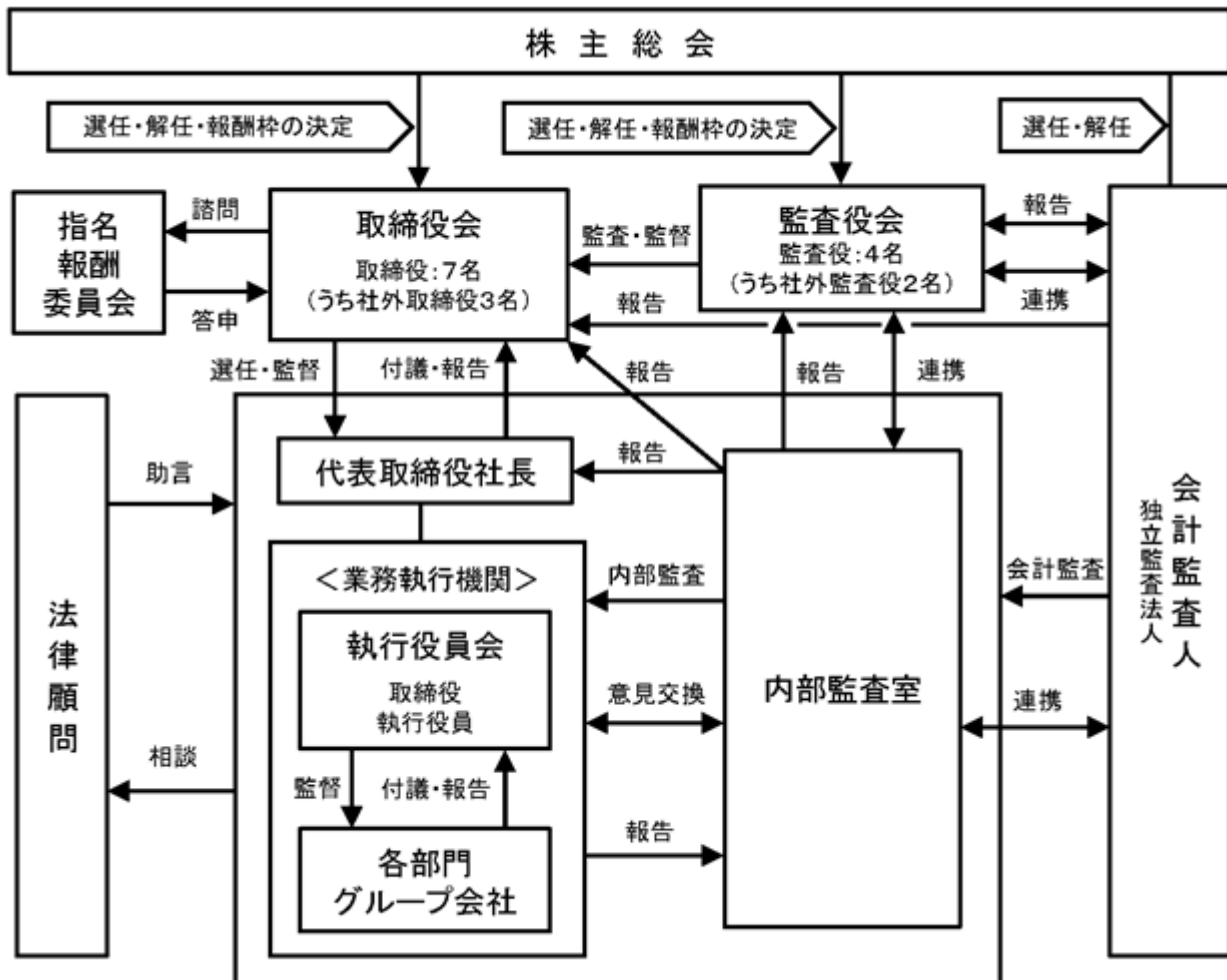 株主総会
選任・解任・報酬枠の決定
選任・解任・報酬枠の決定
選任・解任
指名
報酬
委員会
諮問
答申
取締役会
取締役：7名
（うち社外取締役3名）
監査・監督
監査役会
監査役：4名
（うち社外監査役2名）
報告
連携
報告
選任・監督
付議・報告
報告
報告
連携
代表取締役社長
報告
助言
相談
法律顧問
＜業務執行機関＞
執行役員会
取締役
執行役員
監督
付議・報告
各部門
グループ会社
内部監査
意見交換
報告
内部監査室
会計監査
連携
会計監査人
独立監査法人